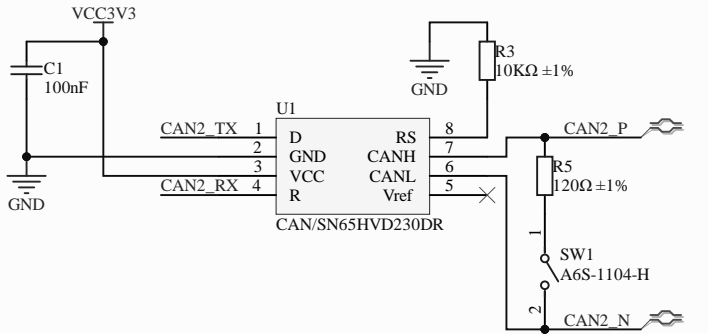 VCC3V3
C1
100nF
GND
U1
CAN2_TX 1 D RS 8
2 GND CANH 7
3 VCC CANL 6
CAN2_RX 4 R Vref 5
CAN/SN65HVD230DR
GND
R3
10KΩ ±1%
CAN2_P
R5
120Ω ±1%
1
SW1
A6S-1104-H
2
CAN2_N